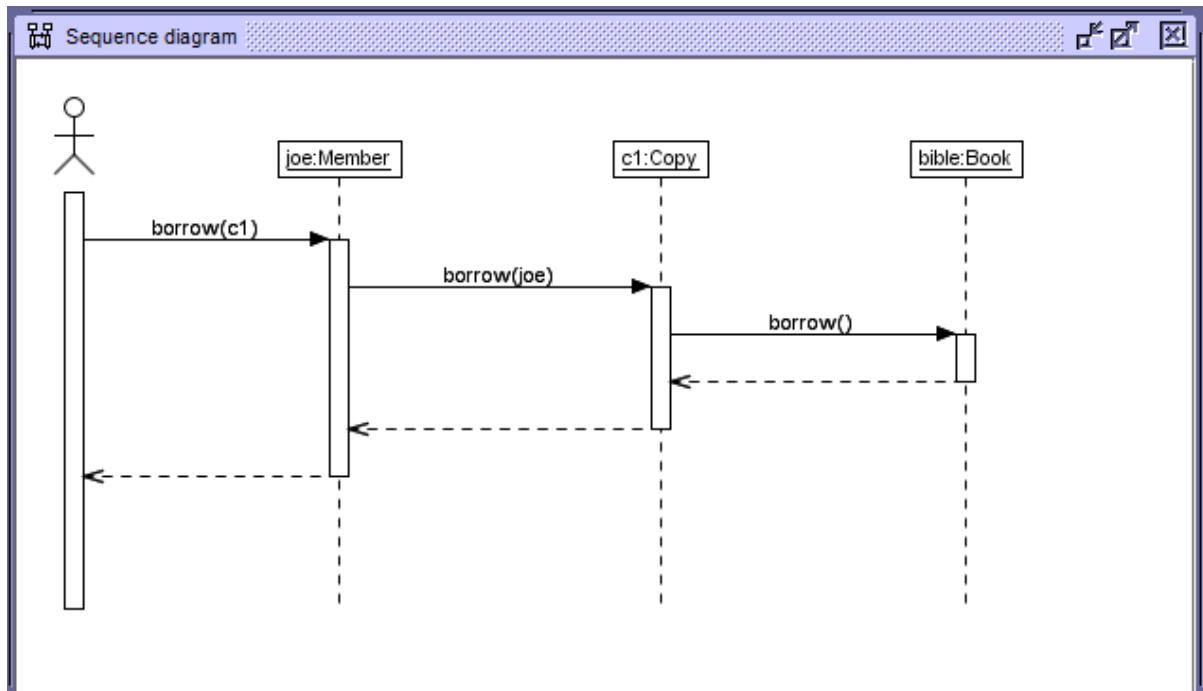 Sequence diagram
joe:Member
c1:Copy
bible:Book
borrow(c1)
borrow(joe)
borrow()